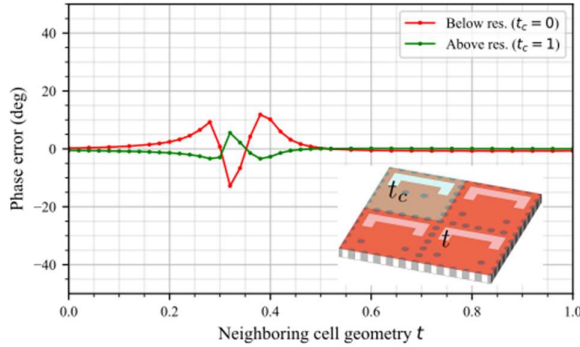 40
20
0
−20
−40
Phase error (deg)
Below res. (t_c = 0)
Above res. (t_c = 1)
t_c
t
0.0 0.2 0.4 0.6 0.8 1.0
Neighboring cell geometry t